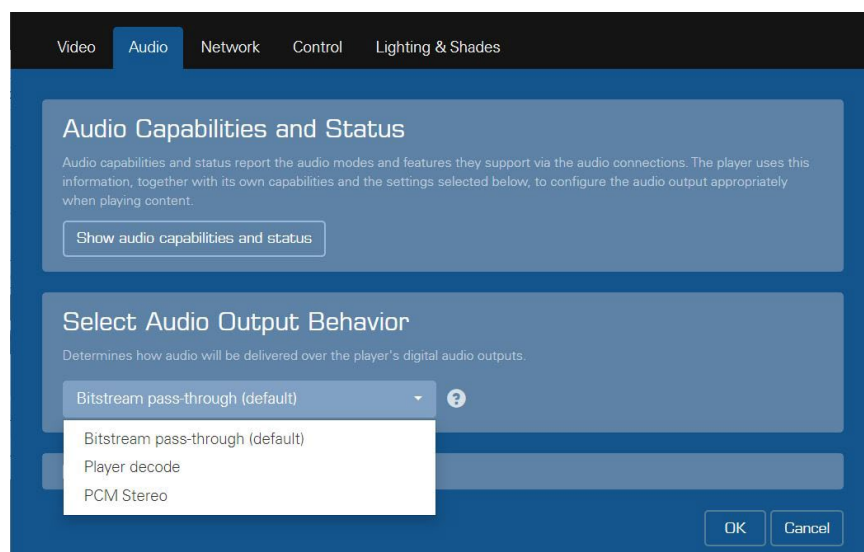 Video Audio Network Control Lighting & Shades
Audio Capabilities and Status
Audio capabilities and status report the audio modes and features they support via the audio connections. The player uses this
information, together with its own capabilities and the settings selected below, to configure the audio output appropriately
when playing content.
Show audio capabilities and status
Select Audio Output Behavior
Determines how audio will be delivered over the player's digital audio outputs.
Bitstream pass-through (default) ?
Bitstream pass-through (default)
Player decode
PCM Stereo
OK Cancel